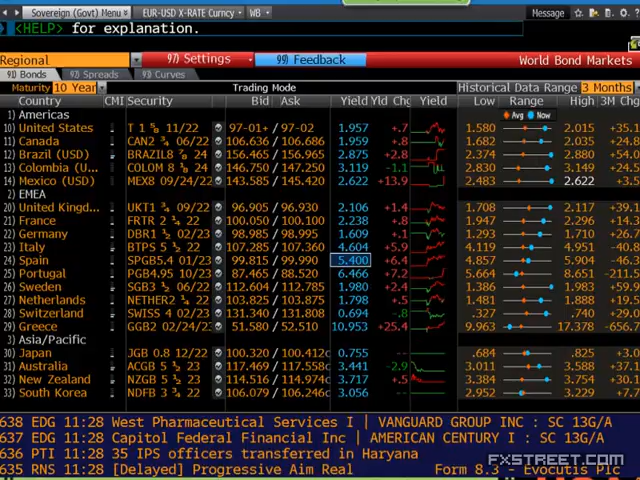 Sovereign (Govt) Menu EUR-USD X-RATE Curncy WB Message
<HELP> for explanation.
Regional 97) Settings 99) Feedback World Bond Markets
91) Bonds 92) Spreads 93) Curves
Maturity 10 Year Trading Mode Historical Data Range 3 Months
Country CMI Security Bid Ask Yield Yld Chg Yield Low Range High 3M Chg
Avg Now
1) Americas
10) United States T 1 ⅝ 11/22 97-01+ / 97-02 1.957 +.7 1.580 2.015 +35.1
11) Canada CAN2 ¾ 06/22 106.636 / 106.686 1.959 +.8 1.682 2.035 +24.8
12) Brazil (USD) BRAZIL8 ⅞ 24 156.465 / 165.965 2.875 +2.8 2.374 2.880 +54.0
13) Colombia (U... COLOM 8 ⅛ 24 146.750 / 147.250 3.119 -1.1 2.830 3.149 +34.5
14) Mexico (USD) MEX8 09/24/22 143.585 / 145.420 2.622 +13.9 2.483 2.622 +3.5
2) EMEA
20) United Kingd... UKT1 ¾ 09/22 96.905 / 96.930 2.106 +1.4 1.708 2.117 +39.1
21) France FRTR 2 ¼ 22 100.050 / 100.100 2.238 +.8 1.947 2.296 +14.3
22) Germany DBR1 ½ 02/23 98.985 / 98.995 1.609 +.1 1.293 1.704 +24.2
23) Italy BTPS 5 ½ 22 107.285 / 107.360 4.604 +5.9 4.119 4.951 -40.8
24) Spain SPGB5.4 01/23 99.815 / 99.990 5.400 +6.4 4.857 5.904 -46.3
25) Portugal PGB4.95 10/23 87.465 / 88.520 6.466 +7.2 5.664 8.651 -211.5
26) Sweden SGB3 ½ 06/22 112.604 / 112.785 1.980 +2.4 1.386 1.983 +59.9
27) Netherlands NETHER2 ¼ 22 103.825 / 103.875 1.798 +.5 1.481 1.888 +19.5
28) Switzerland SWISS 4 02/23 131.340 / 131.808 0.694 -.8 .327 .740 +29.0
29) Greece GGB2 02/24/23 51.580 / 52.510 10.953 +25.4 9.963 17.378 -656.7
3) Asia/Pacific
30) Japan JGB 0.8 12/22 100.320 / 100.412 0.755 -- .684 .825 +3.0
31) Australia ACGB 5 ½ 23 117.469 / 117.558 3.441 -2.9 3.011 3.588 +37.1
32) New Zealand NZGB 5 ½ 23 114.516 / 114.974 3.717 +.5 3.384 3.754 +30.1
33) South Korea NDFB 3 ¾ 22 106.079 / 106.246 3.056 -- 2.952 3.229 +7.7
638 EDG 11:28 West Pharmaceutical Services I | VANGUARD GROUP INC : SC 13G/A
637 EDG 11:28 Capitol Federal Financial Inc | AMERICAN CENTURY I : SC 13G/A
636 PTI 11:28 35 IPS officers transferred in Haryana
635 RNS 11:28 [Delayed] Progressive Aim Real Form 8.3 - Evocutis Plc
FXSTREET.COM